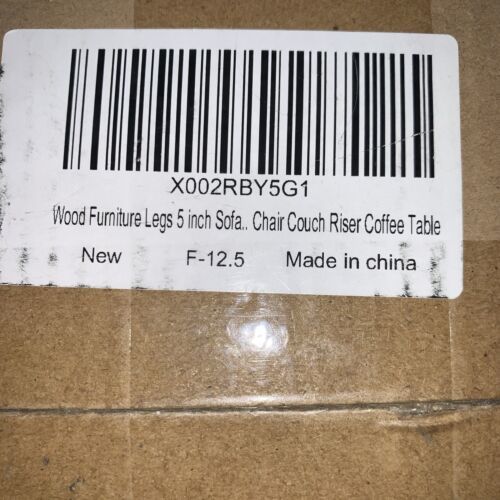 X002RBY5G1
Wood Furniture Legs 5 inch Sofa.. Chair Couch Riser Coffee Table
New F-12.5 Made in china